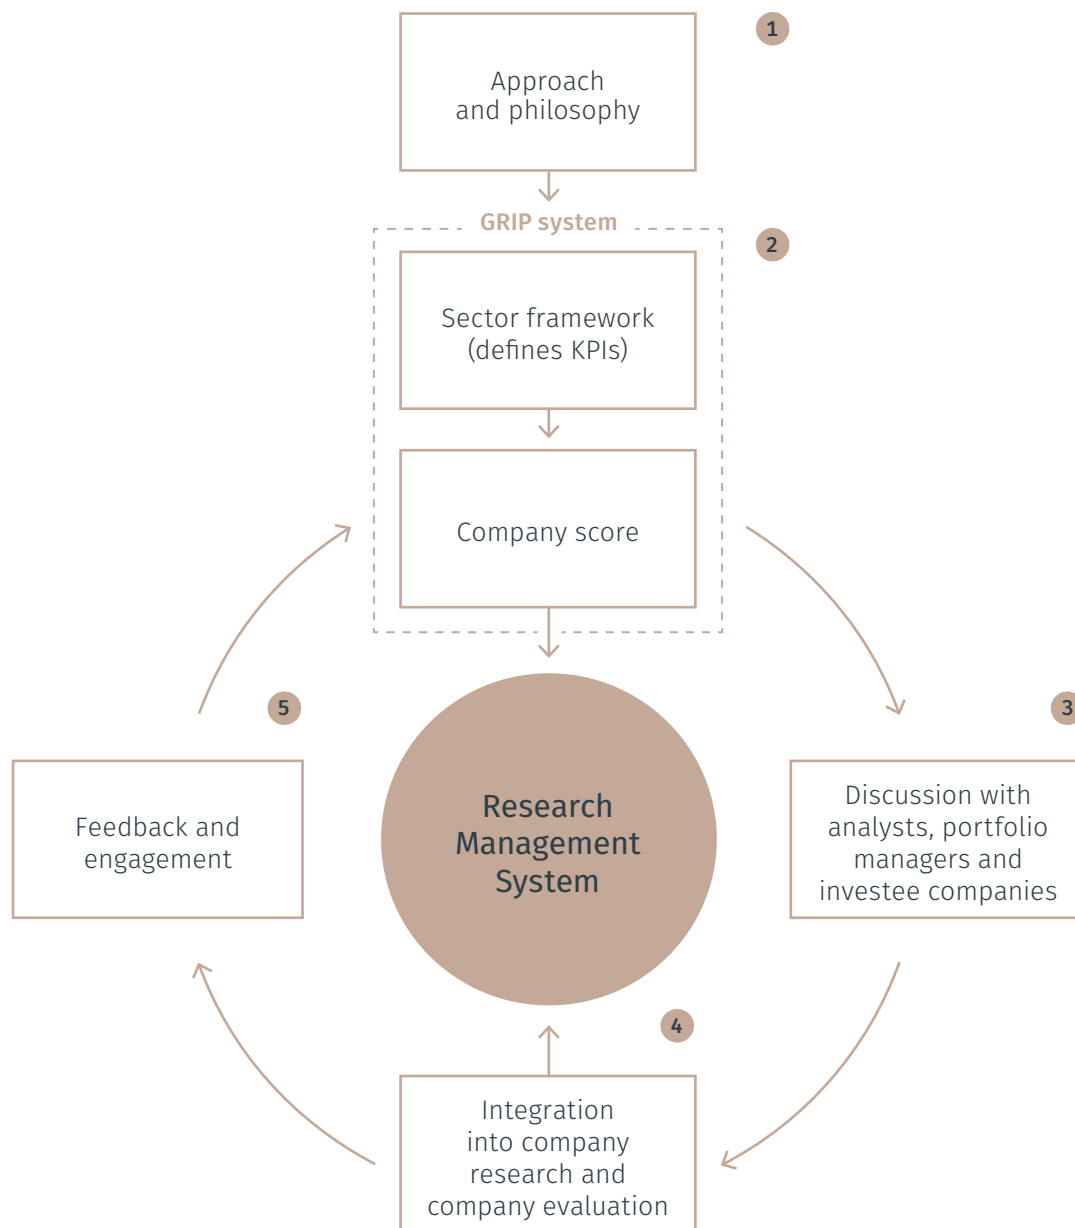 1
Approach
and philosophy
GRIP system
2
Sector framework
(defines KPIs)
Company score
5
3
Feedback and
engagement
Research
Management
System
Discussion with
analysts, portfolio
managers and
investee companies
4
Integration
into company
research and
company evaluation